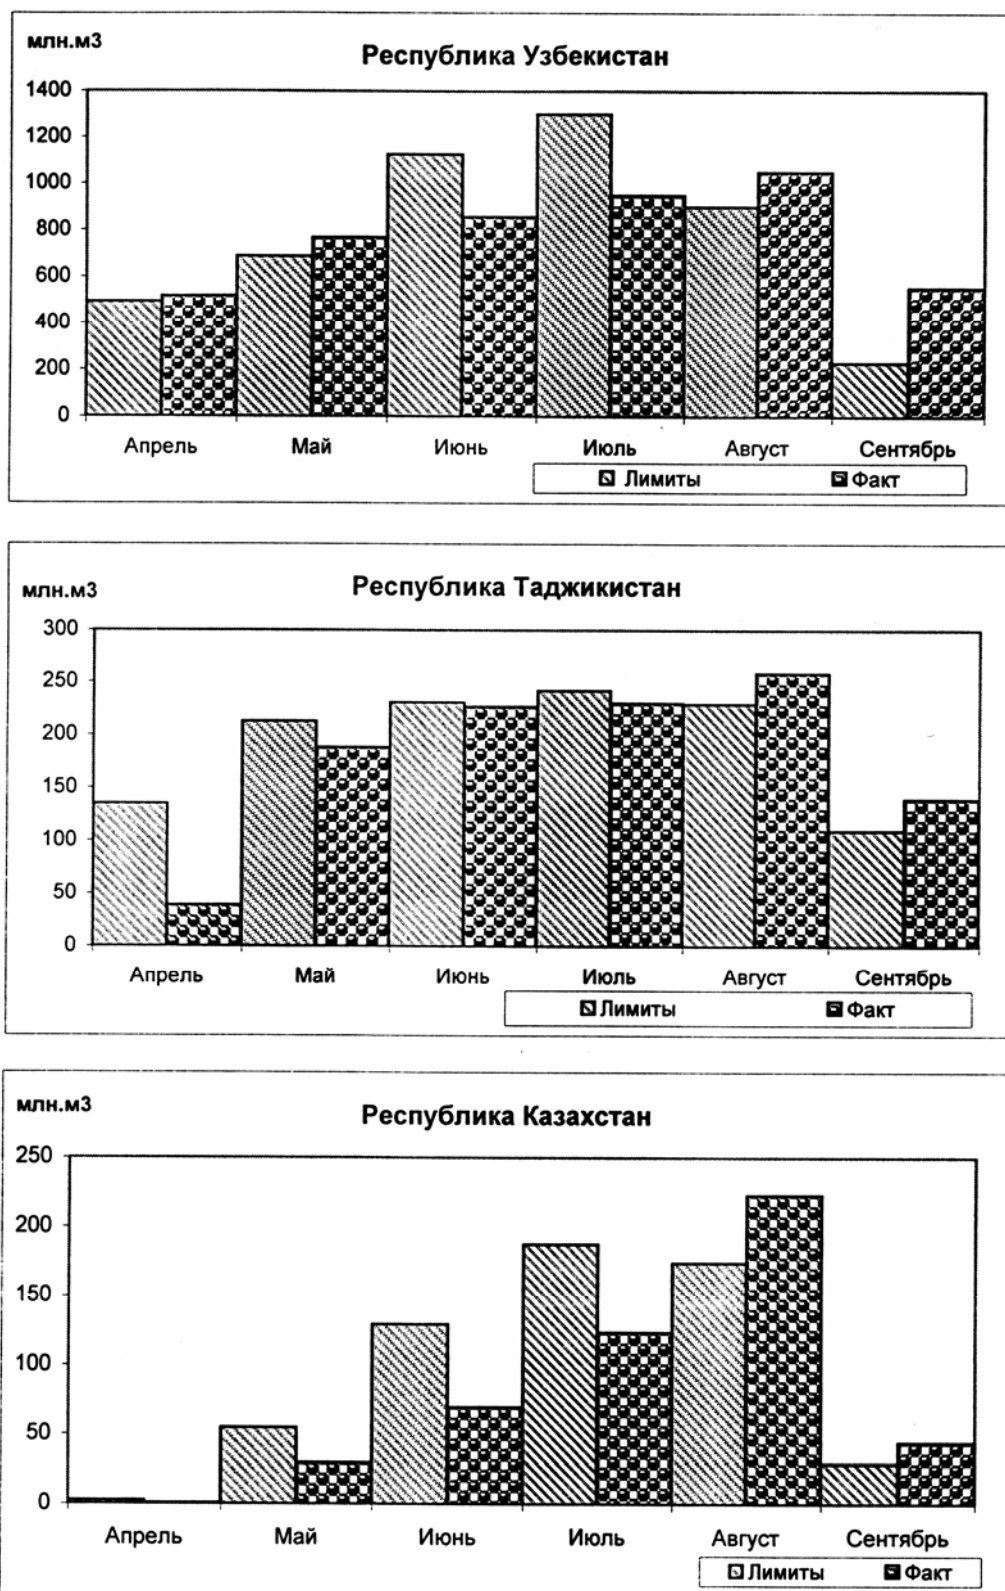 млн.м3
Республика Узбекистан
1400
1200
1000
800
600
400
200
0
Апрель Май Июнь Июль Август Сентябрь
Лимиты Факт
млн.м3
Республика Таджикистан
300
250
200
150
100
50
0
Апрель Май Июнь Июль Август Сентябрь
Лимиты Факт
млн.м3
Республика Казахстан
250
200
150
100
50
0
Апрель Май Июнь Июль Август Сентябрь
Лимиты Факт